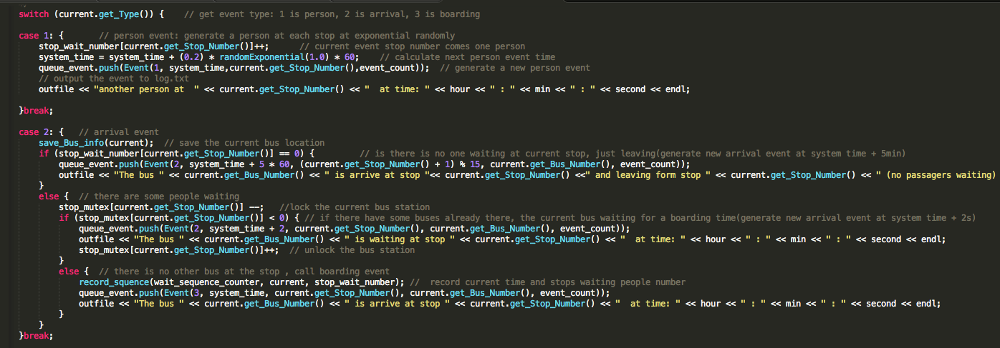 switch (current.get_Type()) {    // get event type: 1 is person, 2 is arrival, 3 is boarding
case 1: {       // person event: generate a person at each stop at exponential randomly
stop_wait_number[current.get_Stop_Number()]++;      // current event stop number comes one person
system_time = system_time + (0.2) * randomExponential(1.0) * 60;    // calculate next person event time
queue_event.push(Event(1, system_time,current.get_Stop_Number(),event_count));  // generate a new person event
// output the event to log.txt
outfile << "another person at  " << current.get_Stop_Number() << "  at time: " << hour << " : " << min << " : " << second << endl;
}break;
case 2: {   // arrival event
save_Bus_info(current);  // save the current bus location
if (stop_wait_number[current.get_Stop_Number()] == 0) {         // is there is no one waiting at current stop, just leaving(generate new arrival event at system time + 5min)
queue_event.push(Event(2, system_time + 5 * 60, (current.get_Stop_Number() + 1) % 15, current.get_Bus_Number(), event_count));
outfile << "The bus " << current.get_Bus_Number() << " is arrive at stop "<< current.get_Stop_Number() <<" and leaving form stop " << current.get_Stop_Number() << " (no passagers waiting)
}
else {  // there are some people waiting
stop_mutex[current.get_Stop_Number()] --;   //lock the current bus station
if (stop_mutex[current.get_Stop_Number()] < 0) { // if there have some buses already there, the current bus waiting for a boarding time(generate new arrival event at system time + 2s)
queue_event.push(Event(2, system_time + 2, current.get_Stop_Number(), current.get_Bus_Number(), event_count));
outfile << "The bus " << current.get_Bus_Number() << "  is waiting at stop " << current.get_Stop_Number() << "  at time: " << hour << " : " << min << " : " << second << endl;
stop_mutex[current.get_Stop_Number()]++;  // unlock the bus station
}
else {  // there is no other bus at the stop , call boarding event
record_squence(wait_sequence_counter, current, stop_wait_number); //  record current time and stops waiting people number
queue_event.push(Event(3, system_time, current.get_Stop_Number(), current.get_Bus_Number(), event_count));
outfile << "The bus " << current.get_Bus_Number() << " is arrive at stop " << current.get_Stop_Number() << "  at time: " << hour << " : " << min << " : " << second << endl;
}
}
}break;